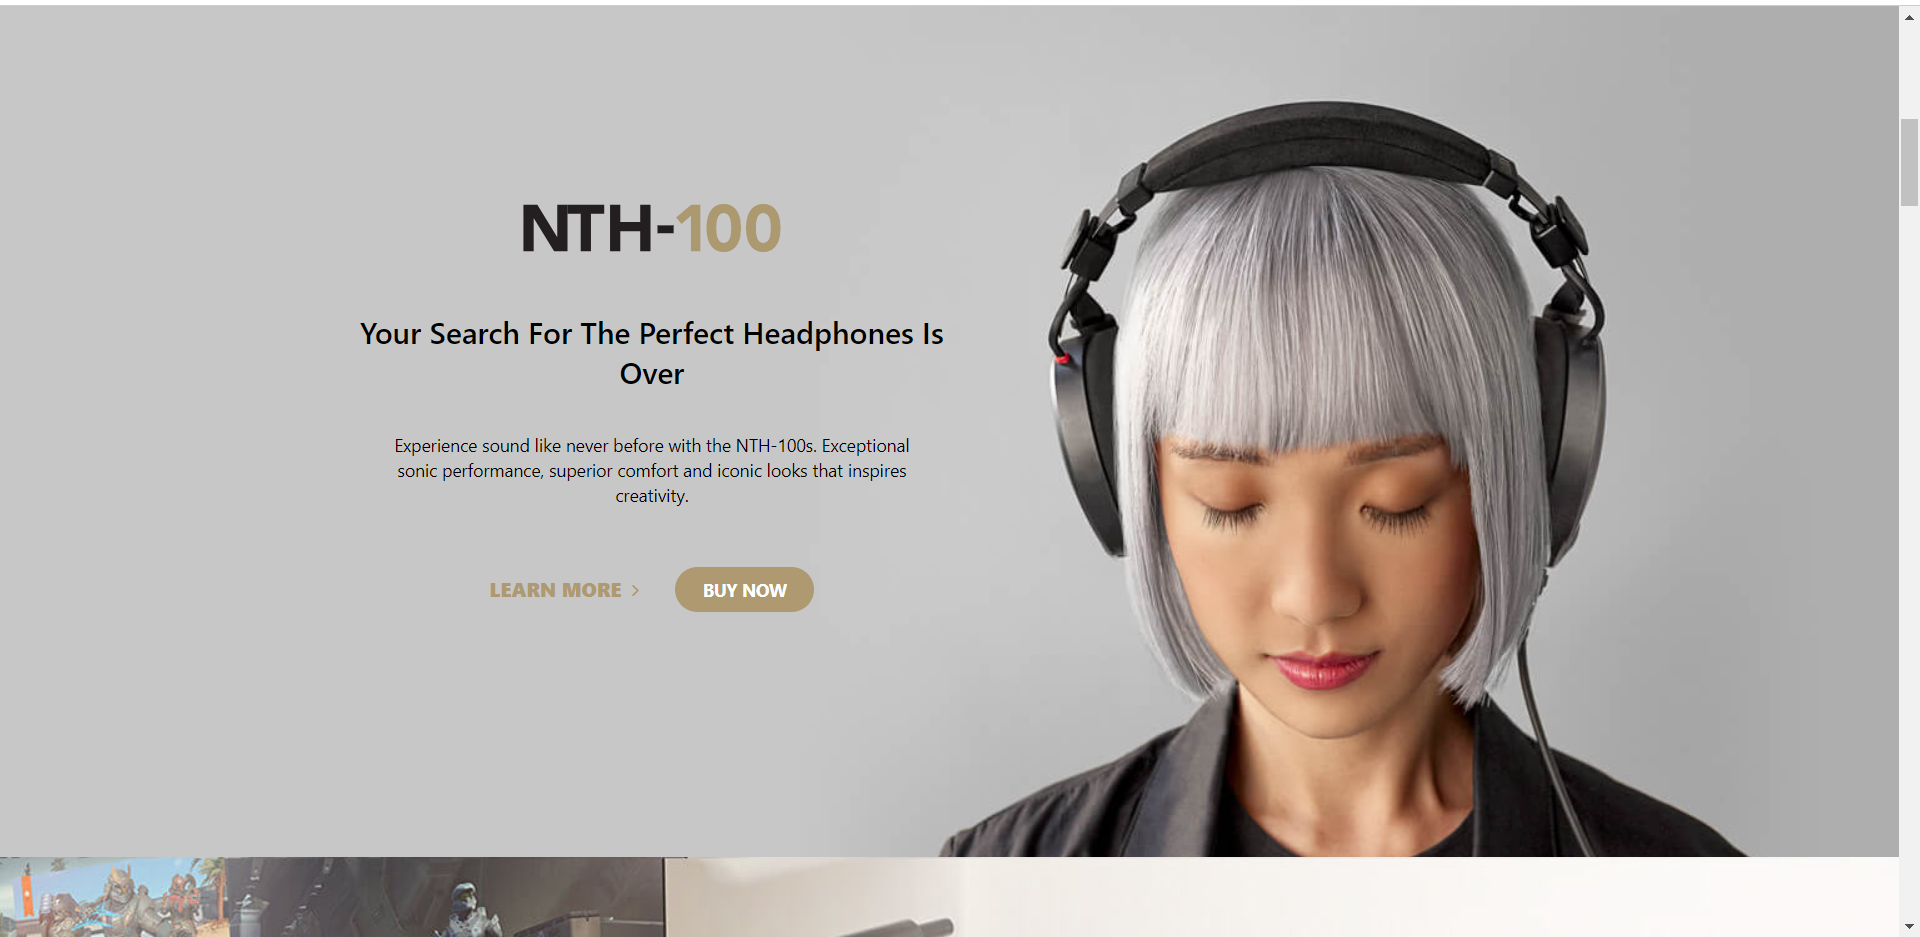 NTH-100
Your Search For The Perfect Headphones Is
Over
Experience sound like never before with the NTH-100s. Exceptional
sonic performance, superior comfort and iconic looks that inspires
creativity.
LEARN MORE >
BUY NOW